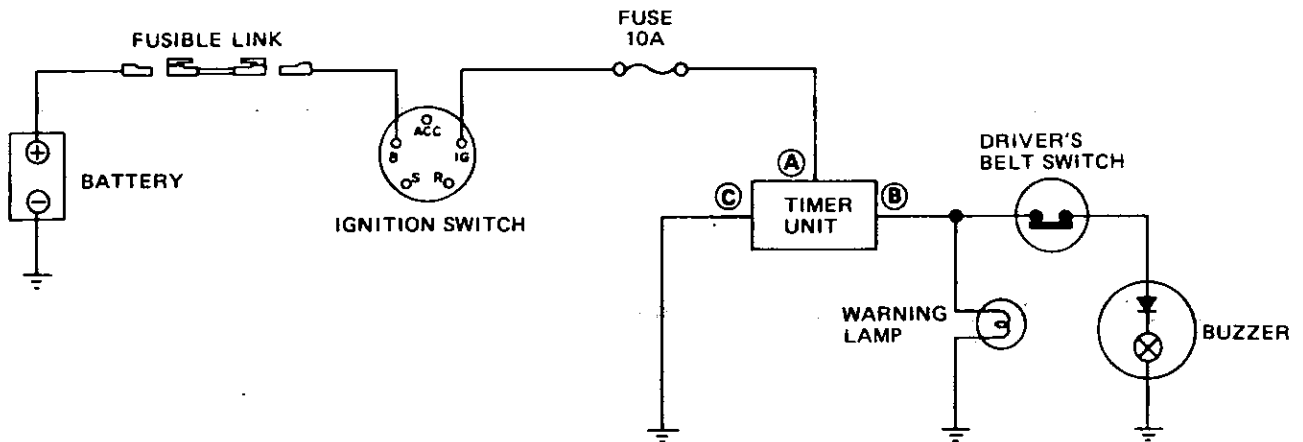 FUSE
10A
FUSIBLE LINK
ACC
B
IG
S
R
+
-
BATTERY
IGNITION SWITCH
DRIVER'S
BELT SWITCH
A
C
B
TIMER
UNIT
WARNING
LAMP
BUZZER